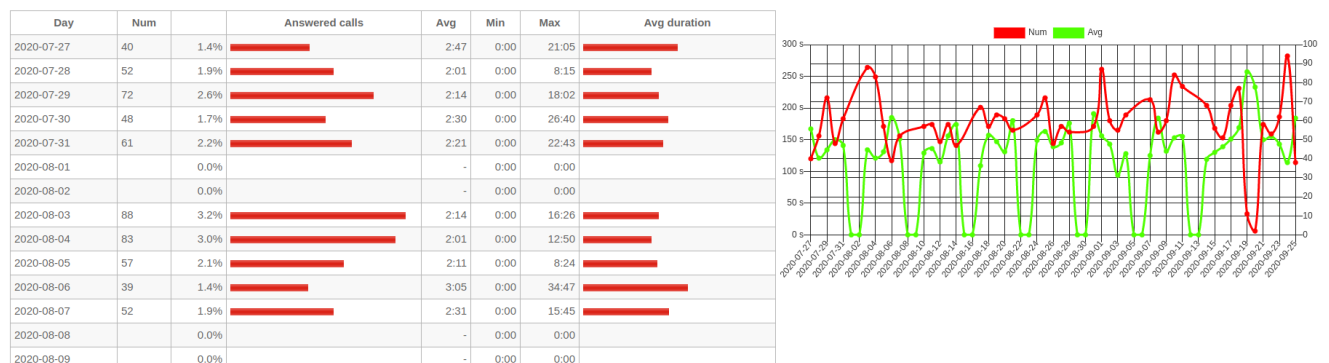 Day Num Answered calls Avg Min Max Avg duration
2020-07-27 40 1.4% 2:47 0:00 21:05
2020-07-28 52 1.9% 2:01 0:00 8:15
2020-07-29 72 2.6% 2:14 0:00 18:02
2020-07-30 48 1.7% 2:30 0:00 26:40
2020-07-31 61 2.2% 2:21 0:00 22:43
2020-08-01 0.0% - 0:00 0:00
2020-08-02 0.0% - 0:00 0:00
2020-08-03 88 3.2% 2:14 0:00 16:26
2020-08-04 83 3.0% 2:01 0:00 12:50
2020-08-05 57 2.1% 2:11 0:00 8:24
2020-08-06 39 1.4% 3:05 0:00 34:47
2020-08-07 52 1.9% 2:31 0:00 15:45
2020-08-08 0.0% - 0:00 0:00
2020-08-09 0.0% - 0:00 0:00
Num Avg
300 s
250 s
200 s
150 s
100 s
50 s
0 s
100
90
80
70
60
50
40
30
20
10
0
2020-07-27
2020-07-29
2020-07-31
2020-08-02
2020-08-04
2020-08-06
2020-08-08
2020-08-10
2020-08-12
2020-08-14
2020-08-16
2020-08-18
2020-08-20
2020-08-22
2020-08-24
2020-08-26
2020-08-28
2020-08-30
2020-09-01
2020-09-03
2020-09-05
2020-09-07
2020-09-09
2020-09-11
2020-09-13
2020-09-15
2020-09-17
2020-09-19
2020-09-21
2020-09-23
2020-09-25